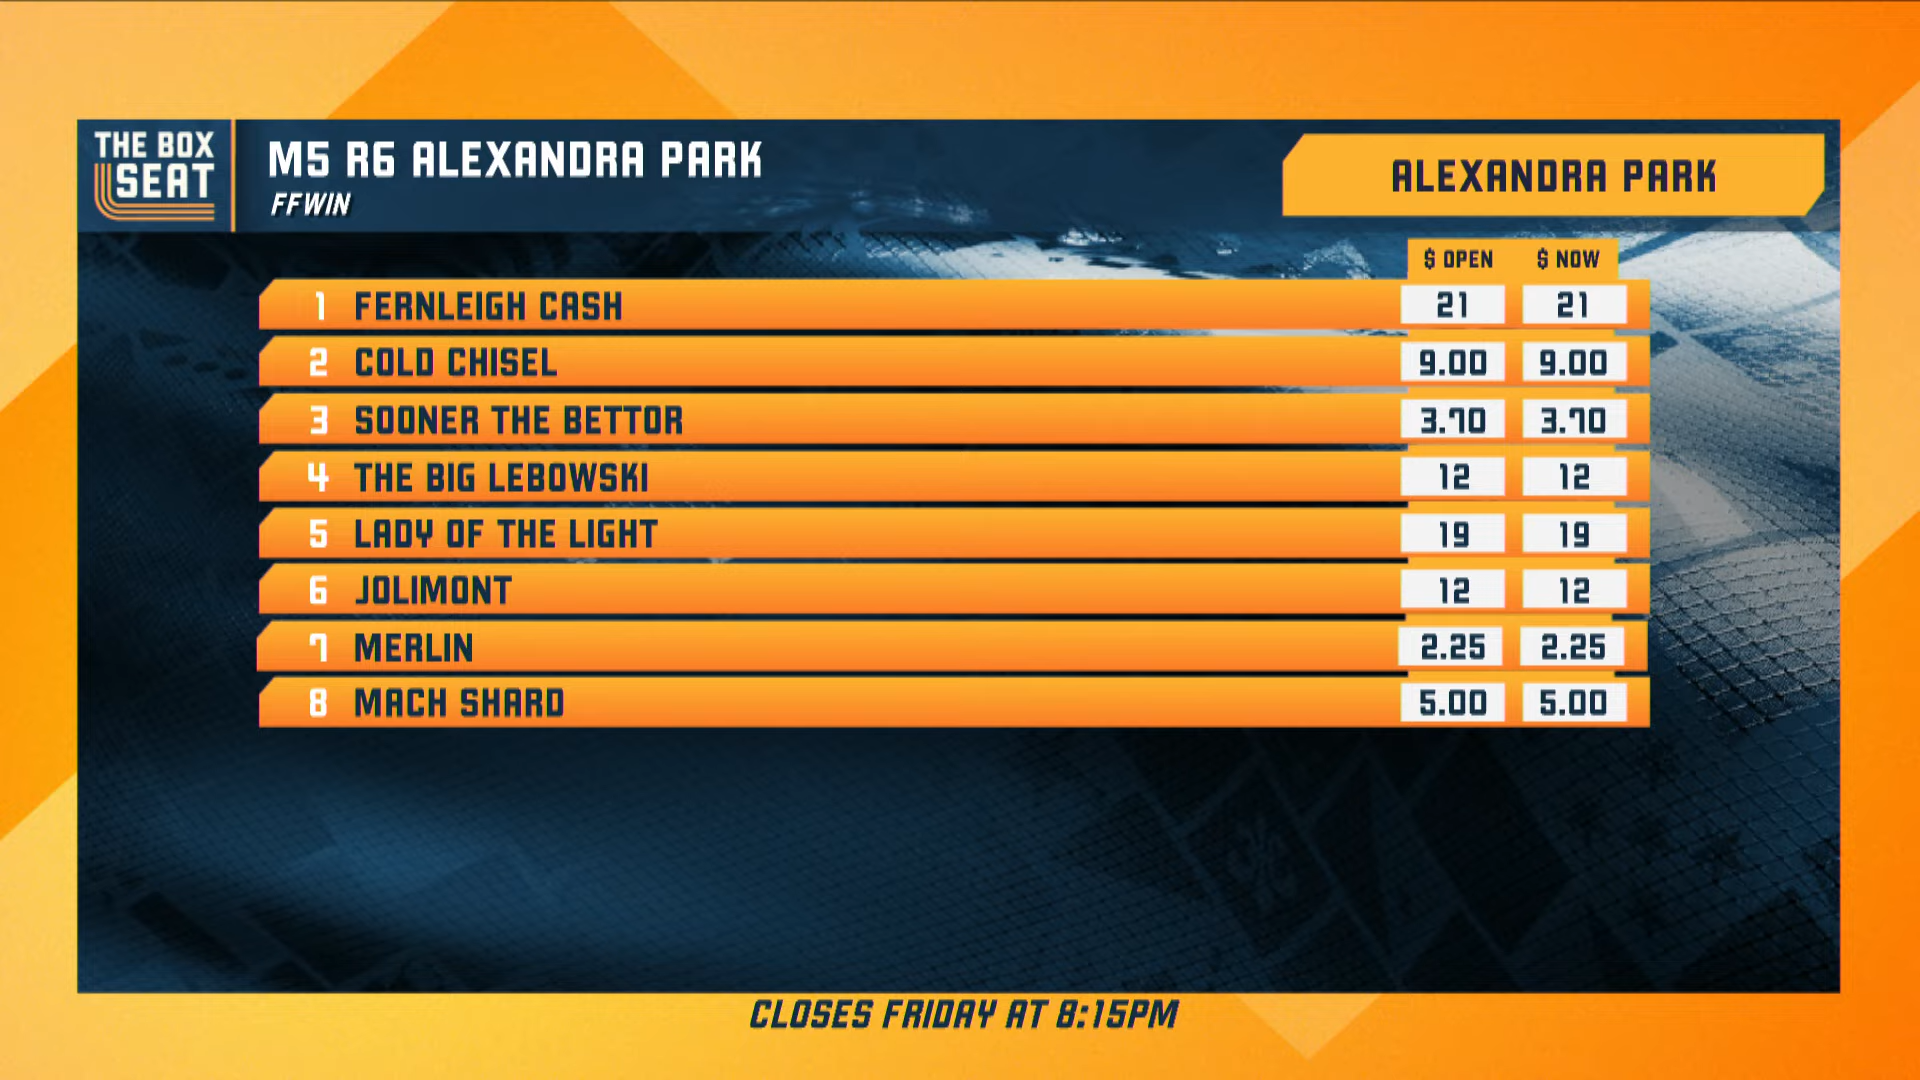 THE BOX
SEAT
M5 R6 ALEXANDRA PARK
FFWIN
ALEXANDRA PARK
$ OPEN $ NOW
1 FERNLEIGH CASH 21 21
2 COLD CHISEL 9.00 9.00
3 SOONER THE BETTOR 3.70 3.70
4 THE BIG LEBOWSKI 12 12
5 LADY OF THE LIGHT 19 19
6 JOLIMONT 12 12
7 MERLIN 2.25 2.25
8 MACH SHARD 5.00 5.00
CLOSES FRIDAY AT 8:15PM